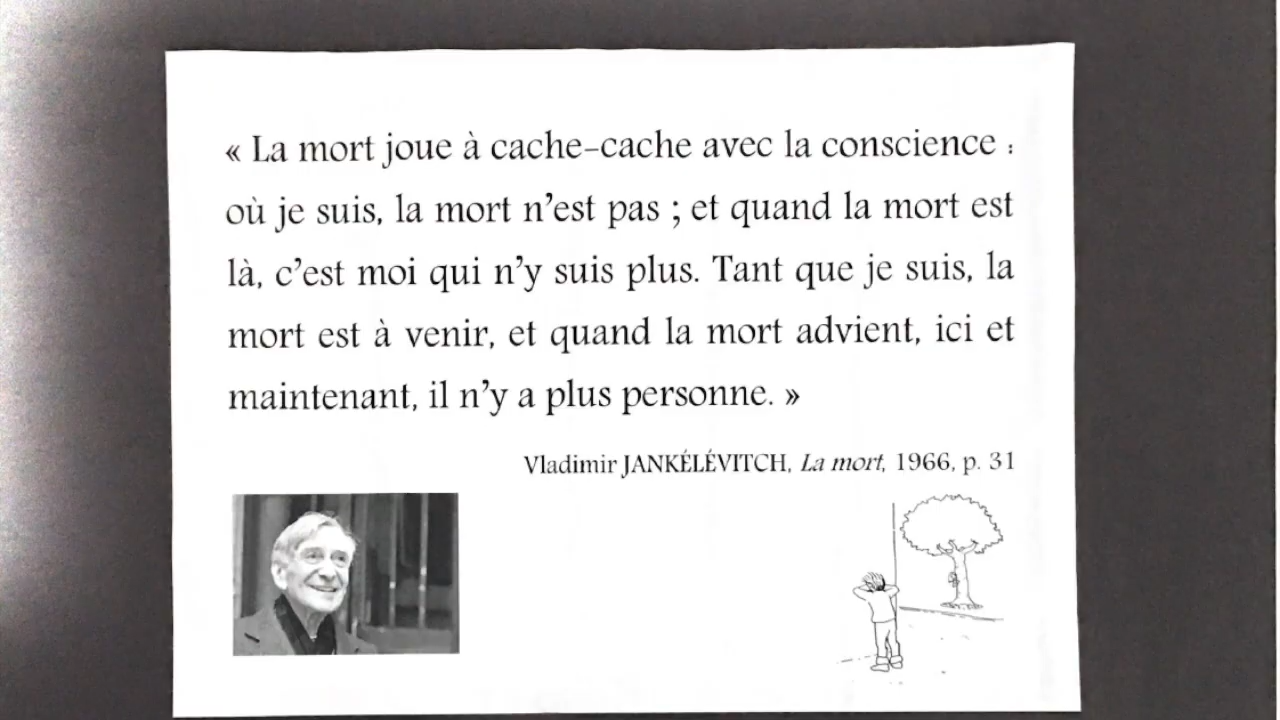 « La mort joue à cache-cache avec la conscience :
où je suis, la mort n'est pas ; et quand la mort est
là, c'est moi qui n'y suis plus. Tant que je suis, la
mort est à venir, et quand la mort advient, ici et
maintenant, il n'y a plus personne. »
Vladimir JANKÉLÉVITCH, La mort, 1966, p. 31